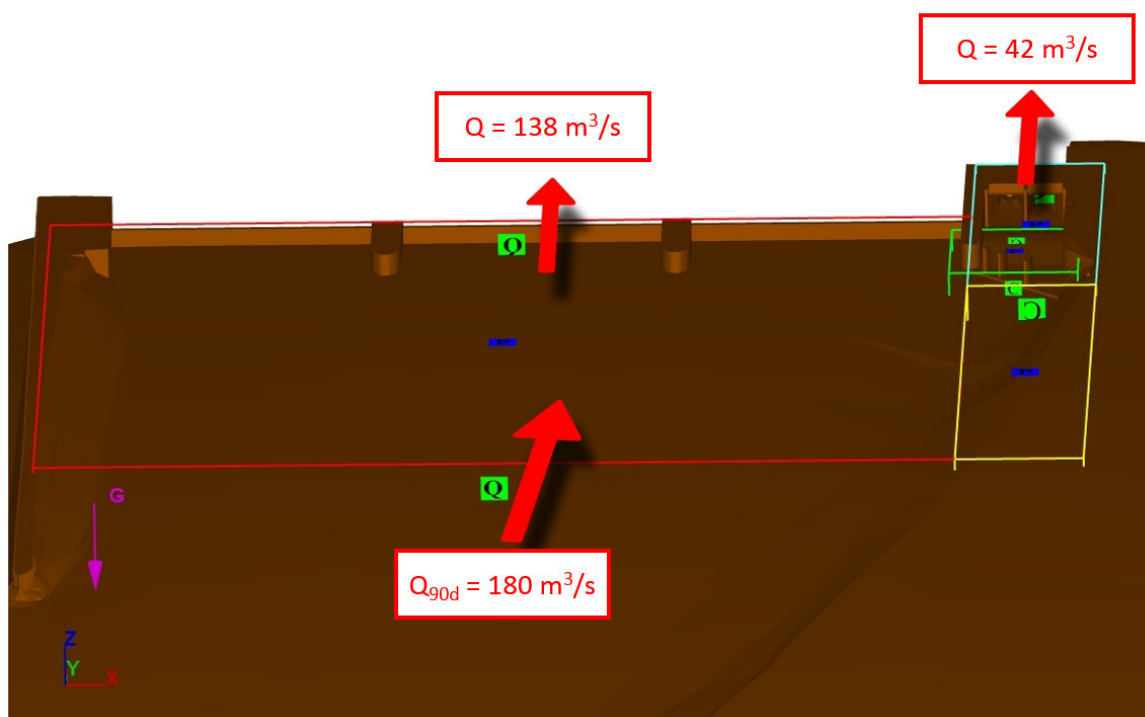 Q = 42 m³/s
Q = 138 m³/s
Q
C
Q
G
Q₉₀d = 180 m³/s
Z
Y
X